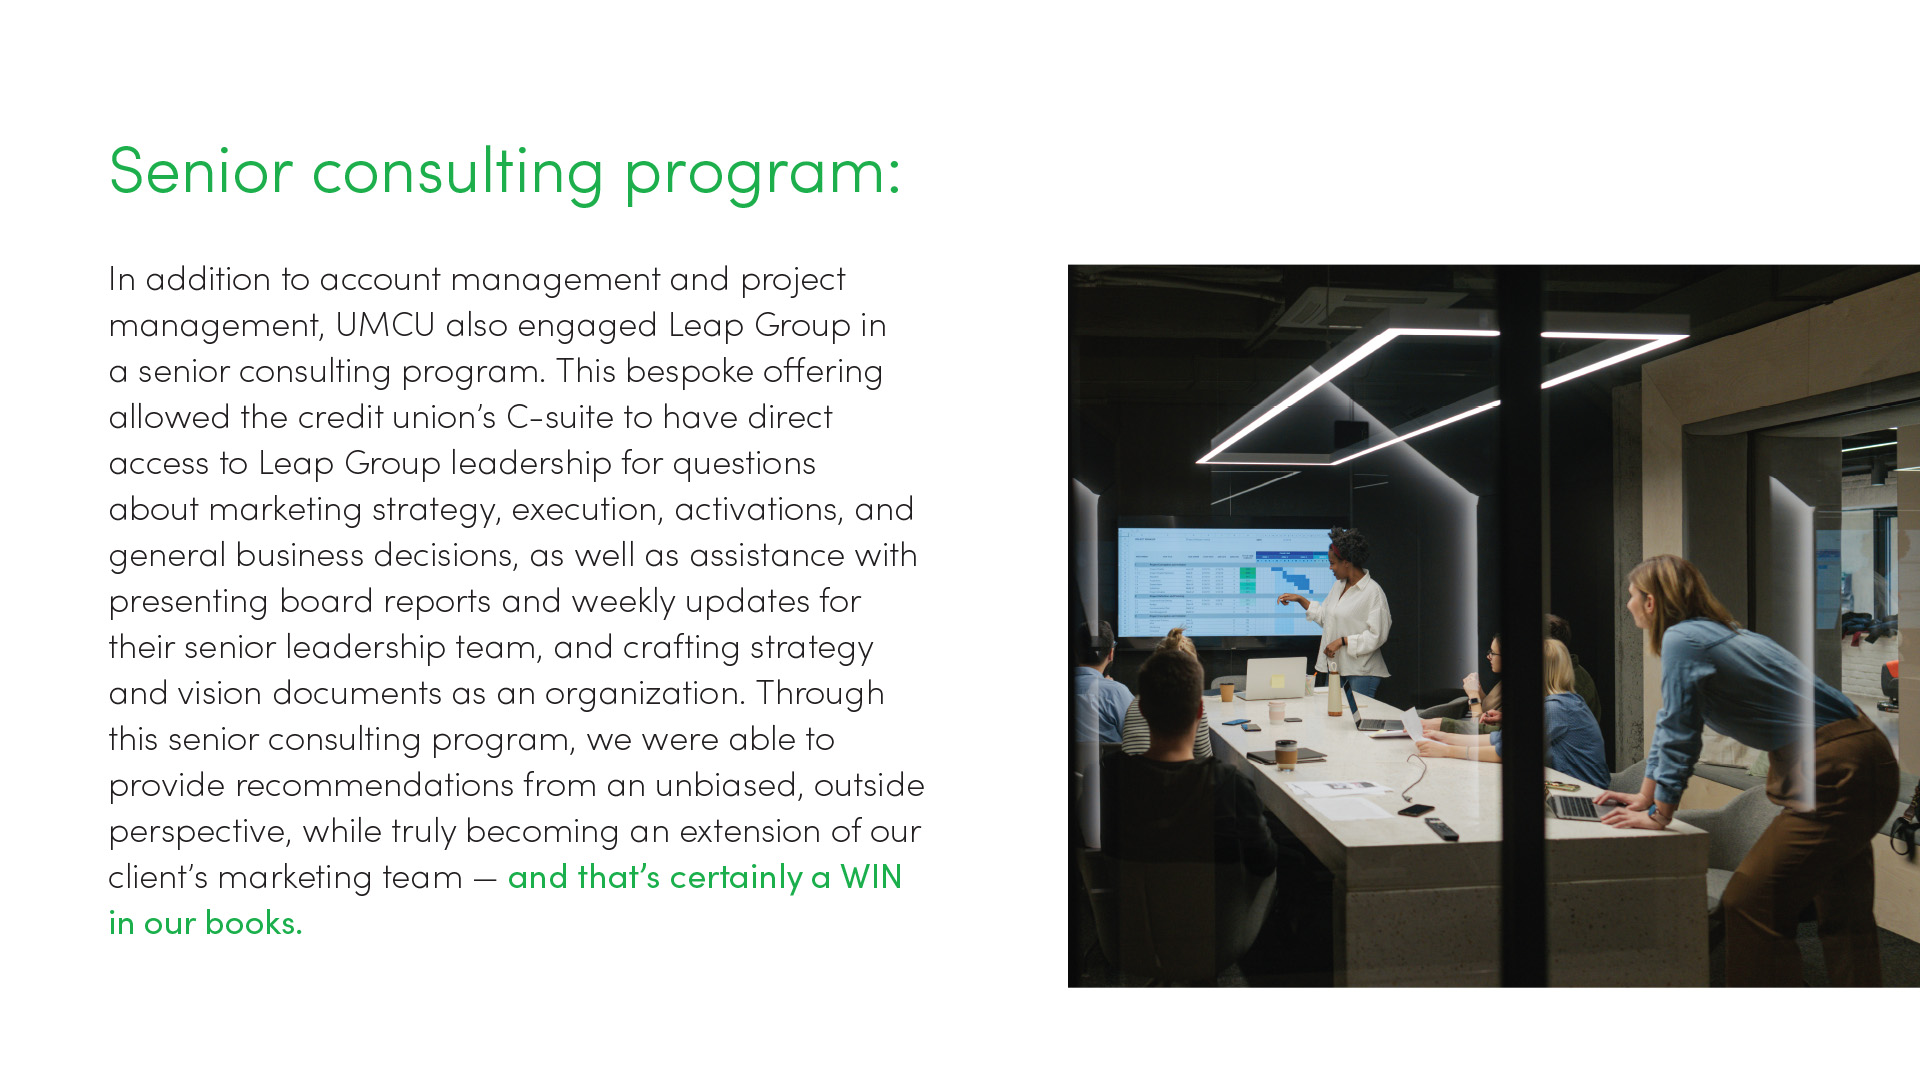 Senior consulting program:
In addition to account management and project
management, UMCU also engaged Leap Group in
a senior consulting program. This bespoke offering
allowed the credit union’s C-suite to have direct
access to Leap Group leadership for questions
about marketing strategy, execution, activations, and
general business decisions, as well as assistance with
presenting board reports and weekly updates for
their senior leadership team, and crafting strategy
and vision documents as an organization. Through
this senior consulting program, we were able to
provide recommendations from an unbiased, outside
perspective, while truly becoming an extension of our
client’s marketing team — and that’s certainly a WIN
in our books.